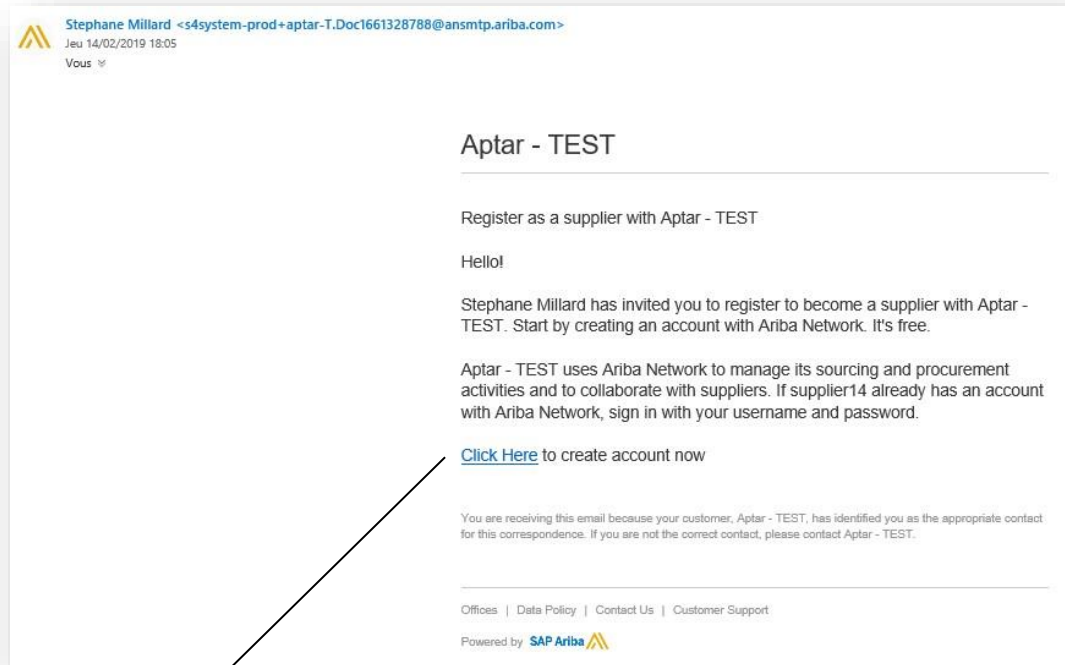 Stephane Millard <s4system-prod+aptar-T.Doc1661328788@ansmtp.ariba.com>
Jeu 14/02/2019 18:05
Vous
Aptar - TEST
Register as a supplier with Aptar - TEST
Hello!
Stephane Millard has invited you to register to become a supplier with Aptar -
TEST. Start by creating an account with Ariba Network. It's free.
Aptar - TEST uses Ariba Network to manage its sourcing and procurement
activities and to collaborate with suppliers. If supplier14 already has an account
with Ariba Network, sign in with your username and password.
Click Here to create account now
You are receiving this email because your customer, Aptar - TEST, has identified you as the appropriate contact
for this correspondence. If you are not the correct contact, please contact Aptar - TEST.
Offices | Data Policy | Contact Us | Customer Support
Powered by SAP Ariba